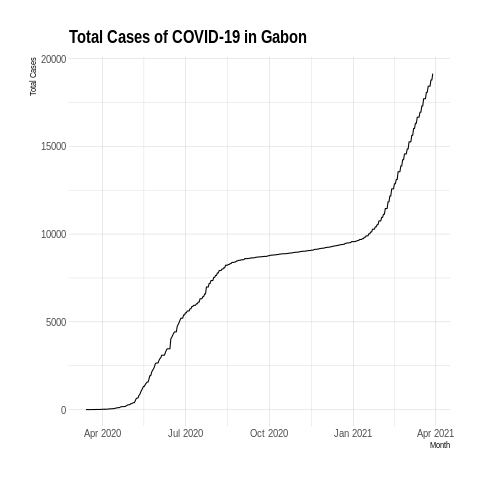 Total Cases of COVID-19 in Gabon
Total Cases
20000
15000
10000
5000
0
Apr 2020 Jul 2020 Oct 2020 Jan 2021 Apr 2021
Month